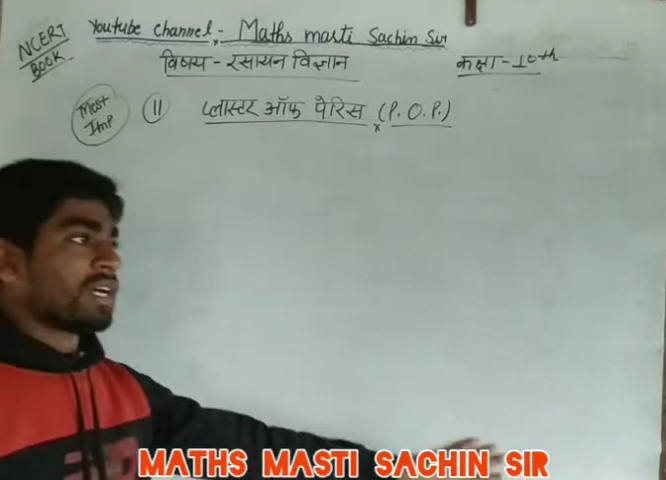 Youtube channel - Maths masti Sachin Sir
NCERT
BOOK
विषय - रसायन विज्ञान
कक्षा - 10th
Most
Imp
11
प्लास्टर ऑफ पेरिस (P.O.P.)
MATHS MASTI SACHIN SIR